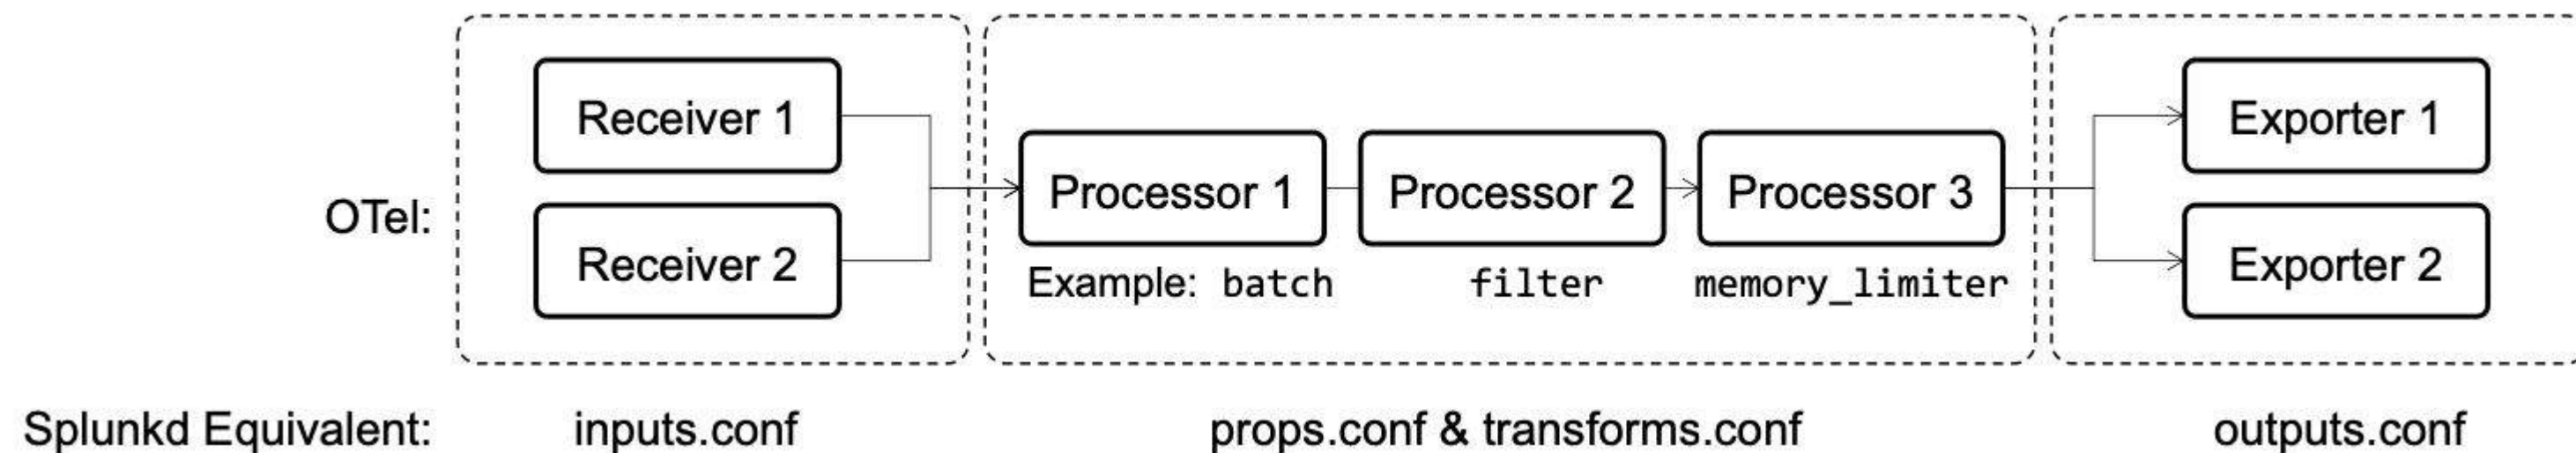 Receiver 1
Receiver 2
OTel:
Processor 1
Processor 2
Processor 3
Example: batch
filter
memory_limiter
Exporter 1
Exporter 2
Splunkd Equivalent:
inputs.conf
props.conf & transforms.conf
outputs.conf